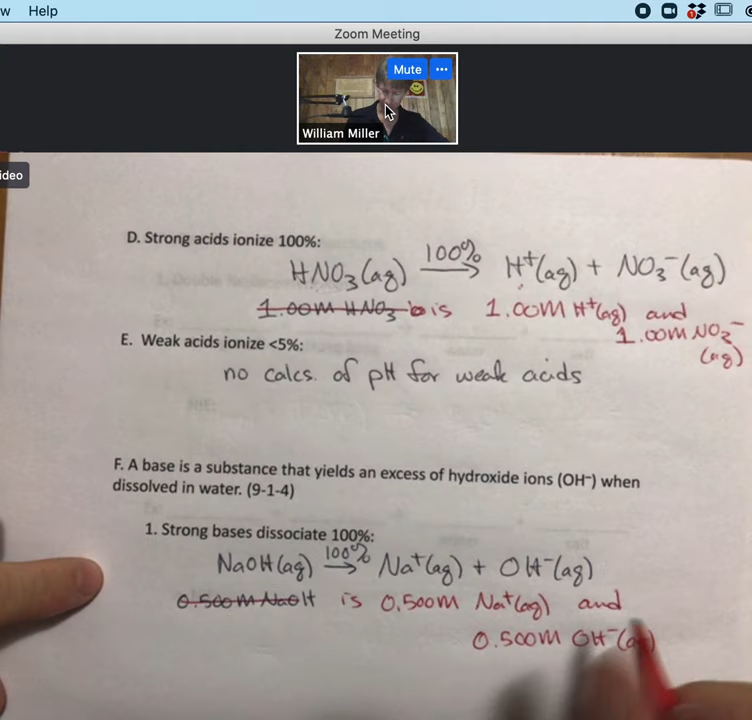 w Help
Zoom Meeting
Mute
William Miller
ideo
D. Strong acids ionize 100%:
HNO₃(aq) 100%→ H⁺(aq) + NO₃⁻(aq)
1.00M HNO₃ is 1.00M H⁺(aq) and
1.00M NO₃⁻
(aq)
E. Weak acids ionize <5%:
no calcs. of pH for weak acids
F. A base is a substance that yields an excess of hydroxide ions (OH⁻) when
dissolved in water. (9-1-4)
1. Strong bases dissociate 100%:
NaOH(aq) 100%→ Na⁺(aq) + OH⁻(aq)
0.500M NaOH is 0.500M Na⁺(aq) and
0.500M OH⁻(aq)